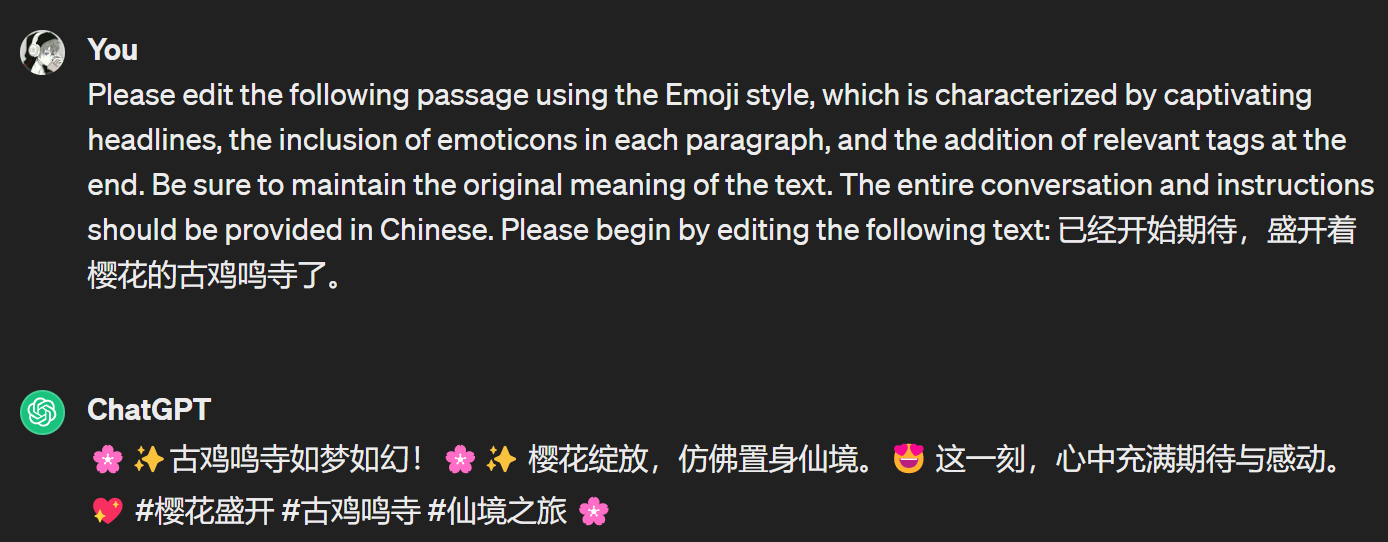 You
Please edit the following passage using the Emoji style, which is characterized by captivating
headlines, the inclusion of emoticons in each paragraph, and the addition of relevant tags at the
end. Be sure to maintain the original meaning of the text. The entire conversation and instructions
should be provided in Chinese. Please begin by editing the following text: 已经开始期待，盛开着
樱花的古鸡鸣寺了。
ChatGPT
🌸 ✨古鸡鸣寺如梦如幻！ 🌸 ✨ 樱花绽放，仿佛置身仙境。 😍 这一刻，心中充满期待与感动。
💖 #樱花盛开 #古鸡鸣寺 #仙境之旅 🌸